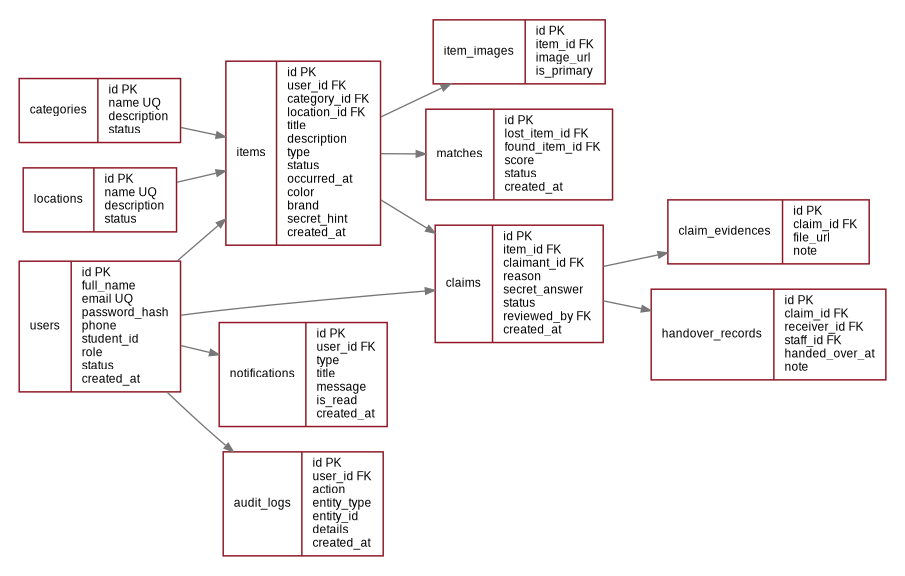 categories
id PK
name UQ
description
status
locations
id PK
name UQ
description
status
users
id PK
full_name
email UQ
password_hash
phone
student_id
role
status
created_at
items
id PK
user_id FK
category_id FK
location_id FK
title
description
type
status
occurred_at
color
brand
secret_hint
created_at
notifications
id PK
user_id FK
type
title
message
is_read
created_at
audit_logs
id PK
user_id FK
action
entity_type
entity_id
details
created_at
item_images
id PK
item_id FK
image_url
is_primary
matches
id PK
lost_item_id FK
found_item_id FK
score
status
created_at
claims
id PK
item_id FK
claimant_id FK
reason
secret_answer
status
reviewed_by FK
created_at
claim_evidences
id PK
claim_id FK
file_url
note
handover_records
id PK
claim_id FK
receiver_id FK
staff_id FK
handed_over_at
note